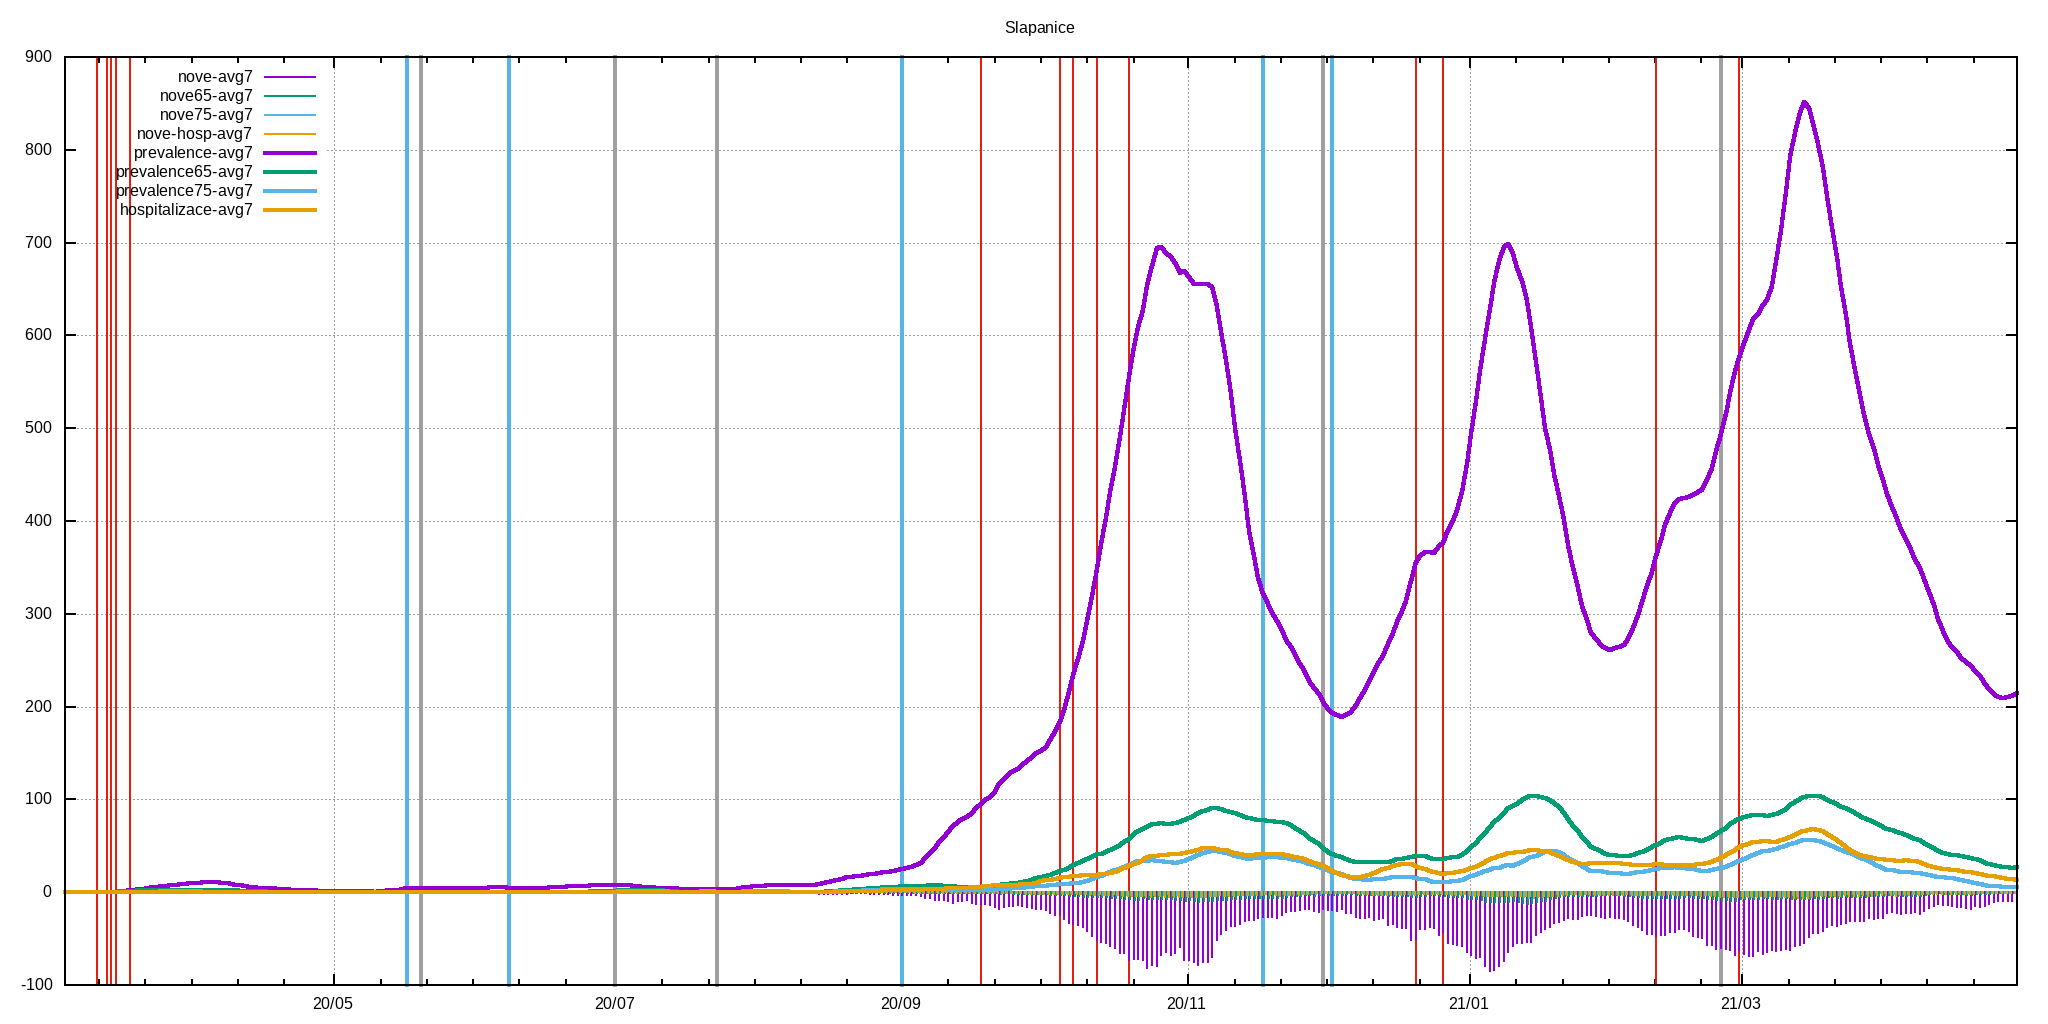 Slapanice
900
800
700
600
500
400
300
200
100
0
-100
nove-avg7
nove65-avg7
nove75-avg7
nove-hosp-avg7
prevalence-avg7
prevalence65-avg7
prevalence75-avg7
hospitalizace-avg7
20/05 20/07 20/09 20/11 21/01 21/03